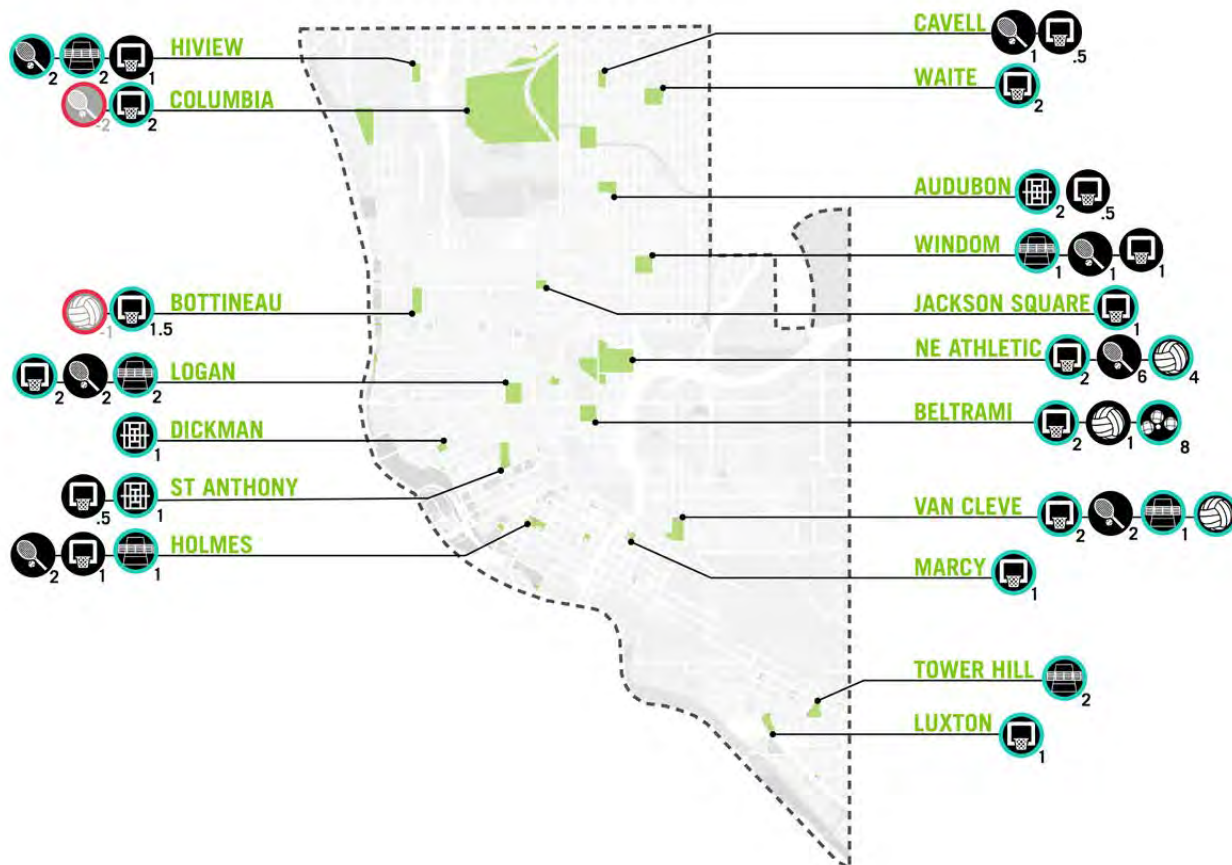 HIVIEW
2 2 1
COLUMBIA
-2 2
BOTTINEAU
-1 1.5
LOGAN
2 2 2
DICKMAN
1
ST ANTHONY
.5 1
HOLMES
2 1 1
CAVELL
1 .5
WAITE
2
AUDUBON
2 .5
WINDOM
1 1 1
JACKSON SQUARE
1
NE ATHLETIC
2 6 4
BELTRAMI
2 1 8
VAN CLEVE
2 2 1
MARCY
1
TOWER HILL
2
LUXTON
1